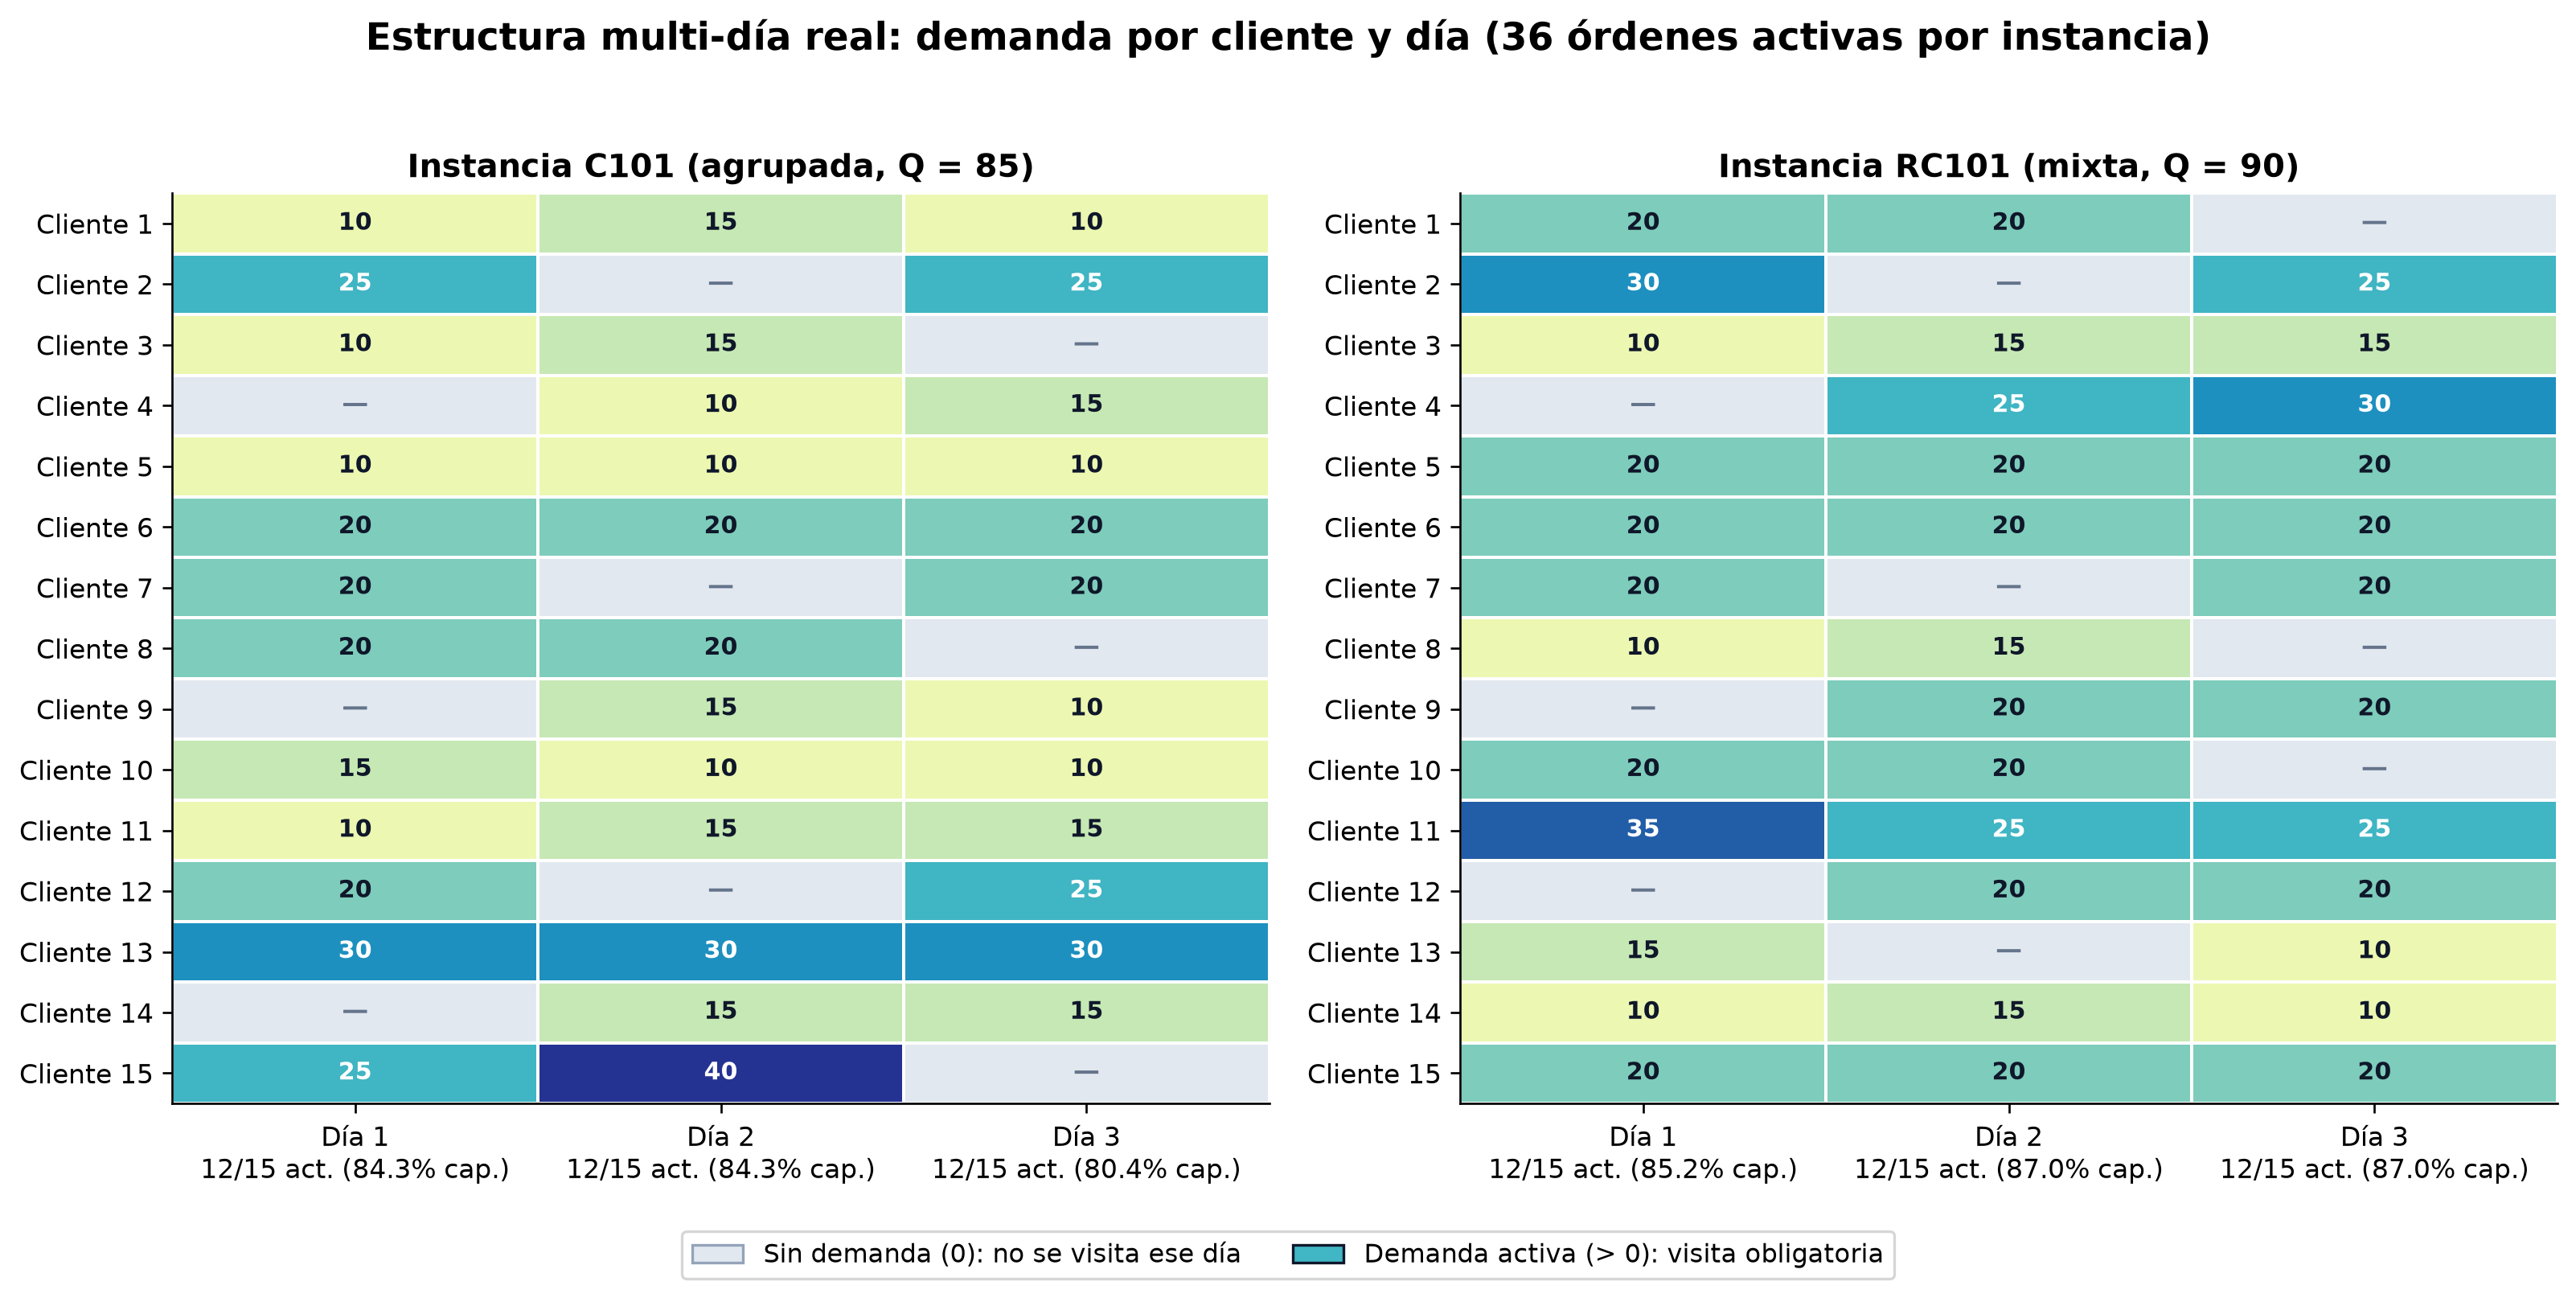 Estructura multi-día real: demanda por cliente y día (36 órdenes activas por instancia)
Instancia C101 (agrupada, Q = 85)
Cliente 1 10 15 10
Cliente 2 25 — 25
Cliente 3 10 15 —
Cliente 4 — 10 15
Cliente 5 10 10 10
Cliente 6 20 20 20
Cliente 7 20 — 20
Cliente 8 20 20 —
Cliente 9 — 15 10
Cliente 10 15 10 10
Cliente 11 10 15 15
Cliente 12 20 — 25
Cliente 13 30 30 30
Cliente 14 — 15 15
Cliente 15 25 40 —
Día 1 Día 2 Día 3
12/15 act. (84.3% cap.) 12/15 act. (84.3% cap.) 12/15 act. (80.4% cap.)
Instancia RC101 (mixta, Q = 90)
Cliente 1 20 20 —
Cliente 2 30 — 25
Cliente 3 10 15 15
Cliente 4 — 25 30
Cliente 5 20 20 20
Cliente 6 20 20 20
Cliente 7 20 — 20
Cliente 8 10 15 —
Cliente 9 — 20 20
Cliente 10 20 20 —
Cliente 11 35 25 25
Cliente 12 — 20 20
Cliente 13 15 — 10
Cliente 14 10 15 10
Cliente 15 20 20 20
Día 1 Día 2 Día 3
12/15 act. (85.2% cap.) 12/15 act. (87.0% cap.) 12/15 act. (87.0% cap.)
Sin demanda (0): no se visita ese día
Demanda activa (> 0): visita obligatoria